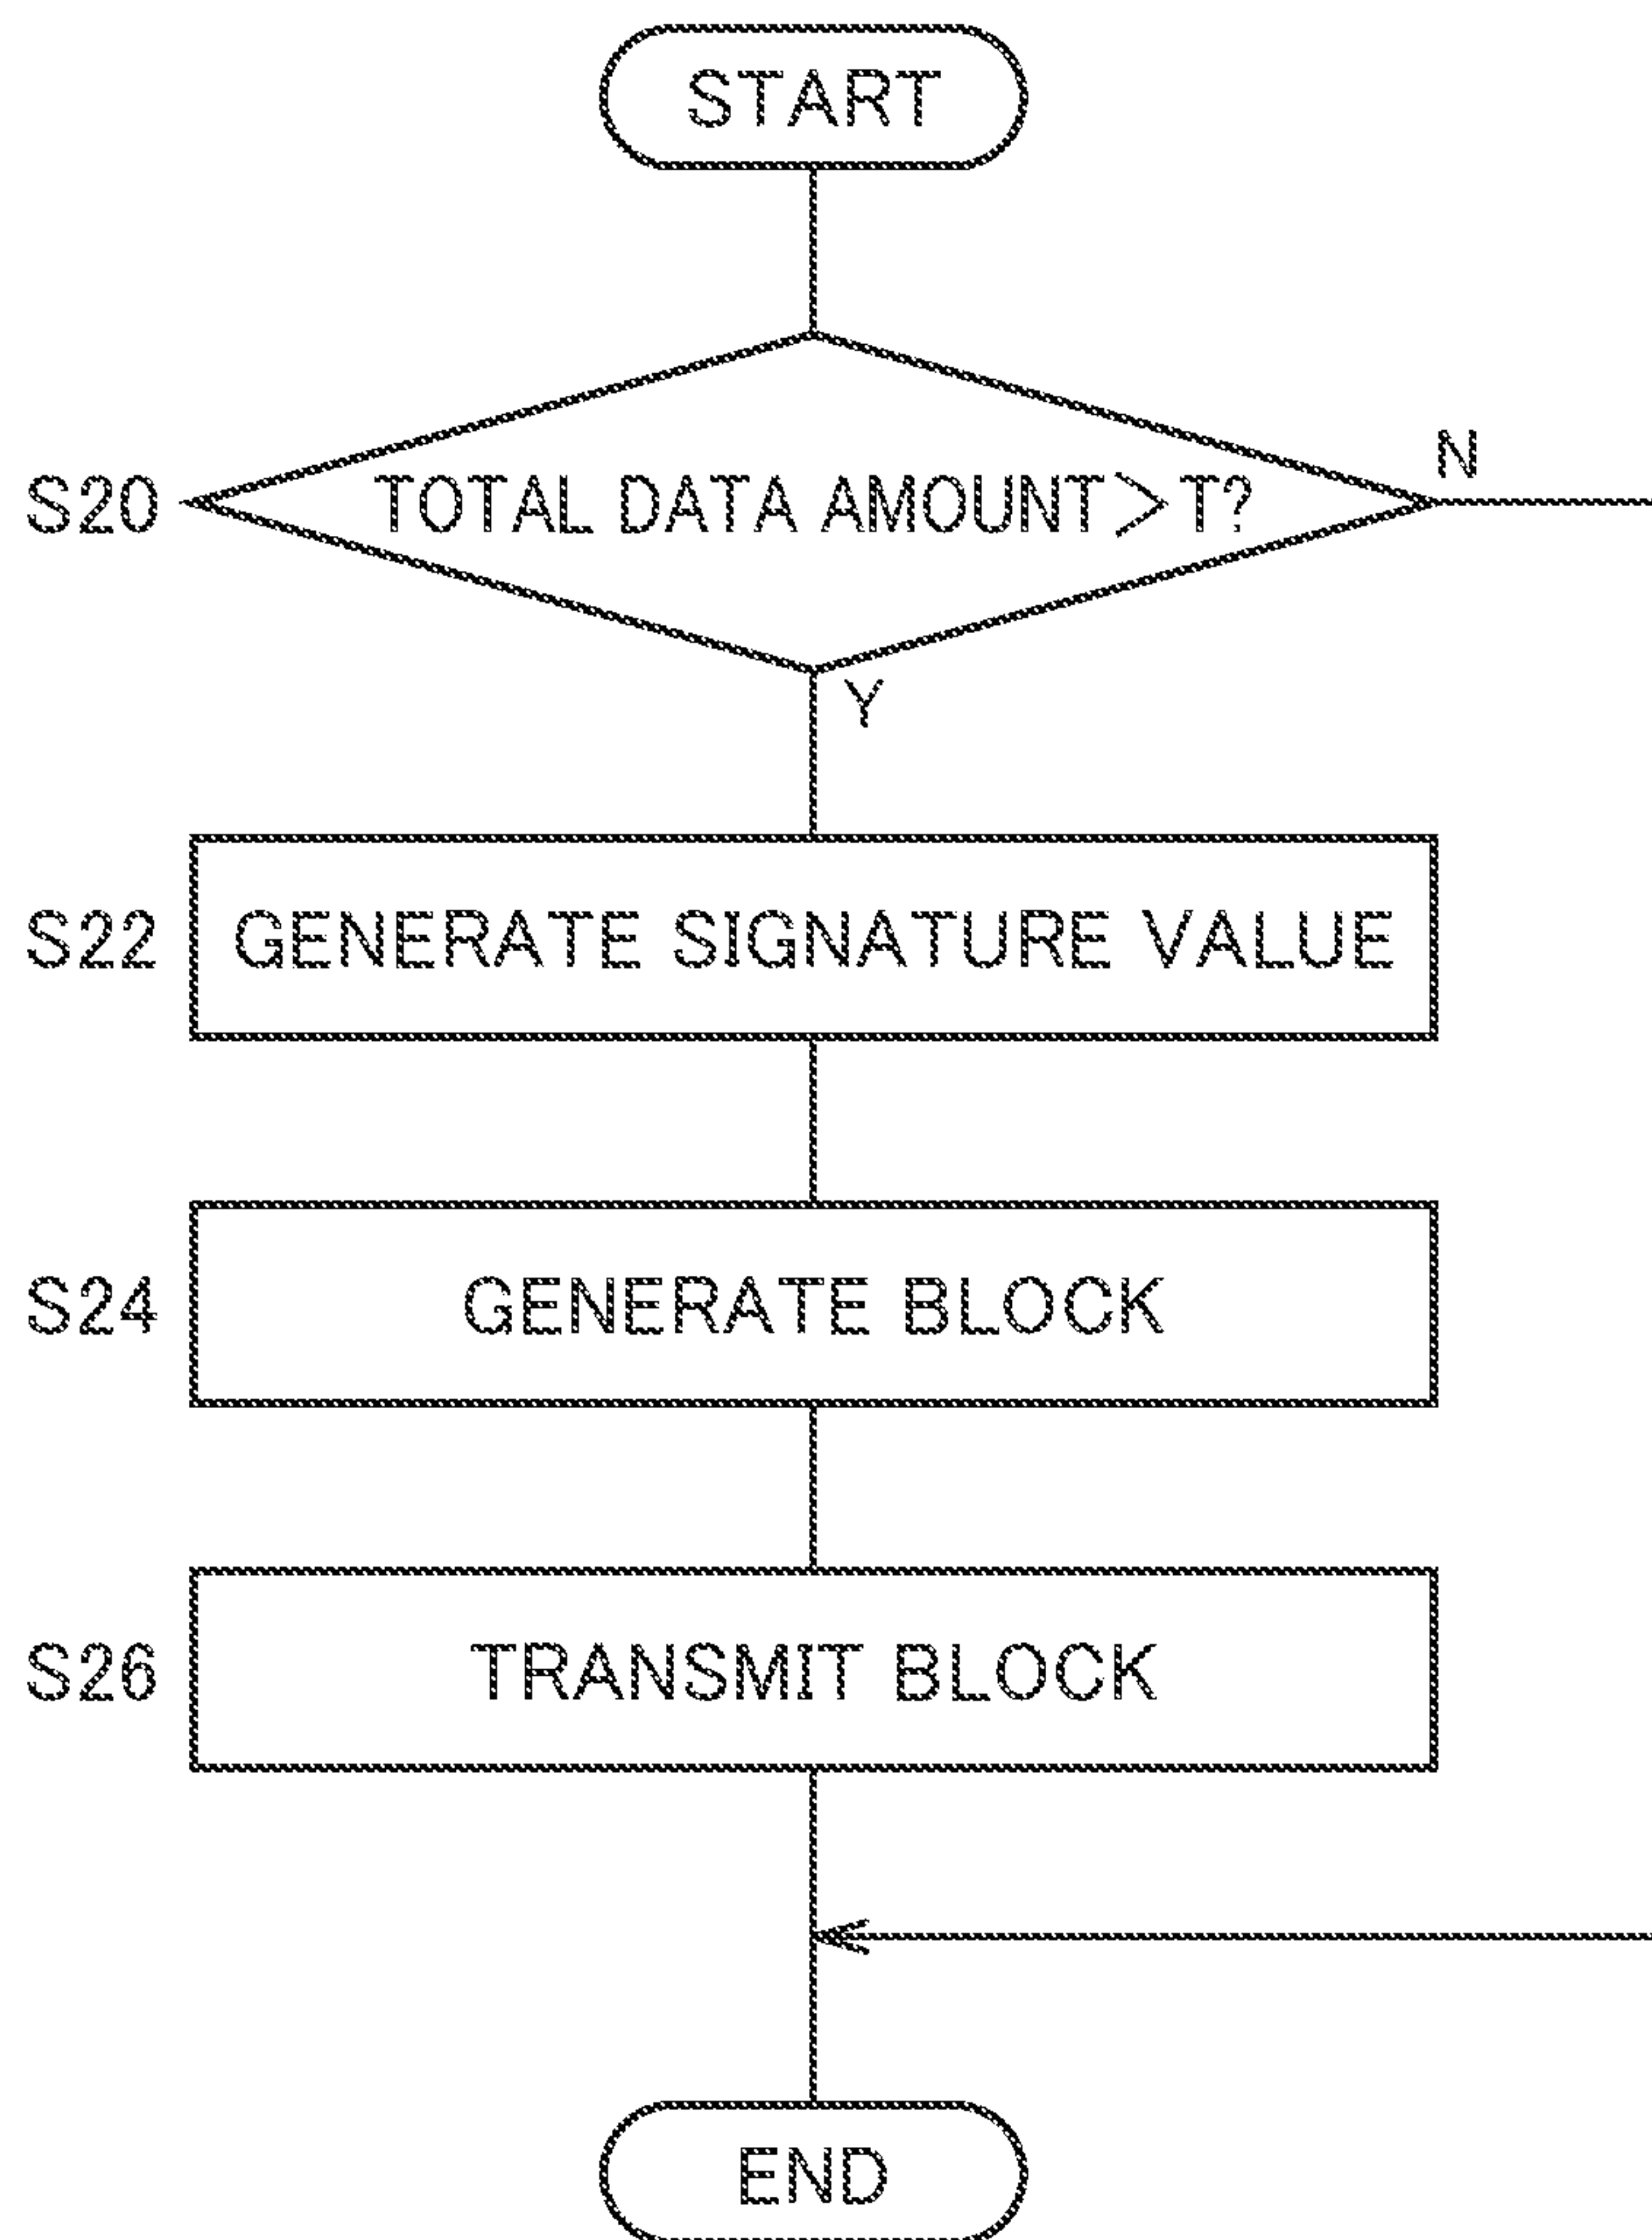 START
S20
TOTAL DATA AMOUNT>T?
N
Y
S22
GENERATE SIGNATURE VALUE
S24
GENERATE BLOCK
S26
TRANSMIT BLOCK
END